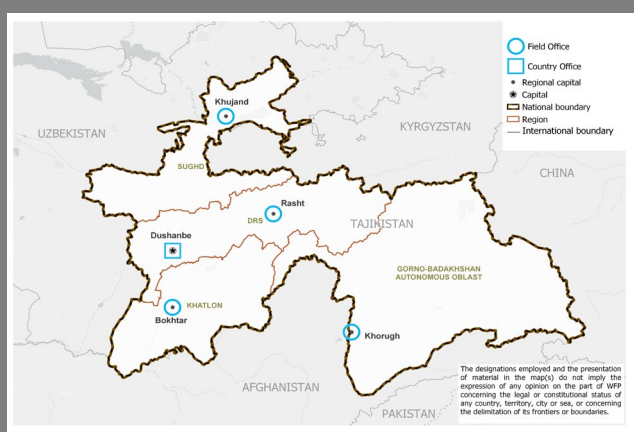 Field Office
Country Office
Regional capital
Capital
National boundary
Region
International boundary
Khujand
UZBEKISTAN
KYRGYZSTAN
SUGHD
CHINA
Rasht
DRS
TAJIKISTAN
Dushanbe
GORNO-BADAKHSHAN
AUTONOMOUS OBLAST
KHATLON
Bokhtar
Khorugh
AFGHANISTAN
PAKISTAN
The designations employed and the presentation
of material in the map(s) do not imply the
expression of any opinion on the part of WFP
concerning the legal or constitutional status of
any country, territory, city or sea, or concerning
the delimitation of its frontiers or boundaries.